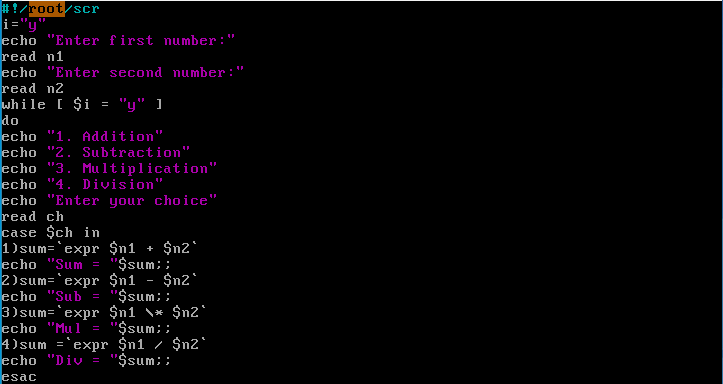 #!/root/scr
i="y"
echo "Enter first number:"
read n1
echo "Enter second number:"
read n2
while [ $i = "y" ]
do
echo "1. Addition"
echo "2. Subtraction"
echo "3. Multiplication"
echo "4. Division"
echo "Enter your choice"
read ch
case $ch in
1)sum=`expr $n1 + $n2`
echo "Sum = "$sum;;
2)sum=`expr $n1 - $n2`
echo "Sub = "$sum;;
3)sum=`expr $n1 \* $n2`
echo "Mul = "$sum;;
4)sum =`expr $n1 / $n2`
echo "Div = "$sum;;
esac